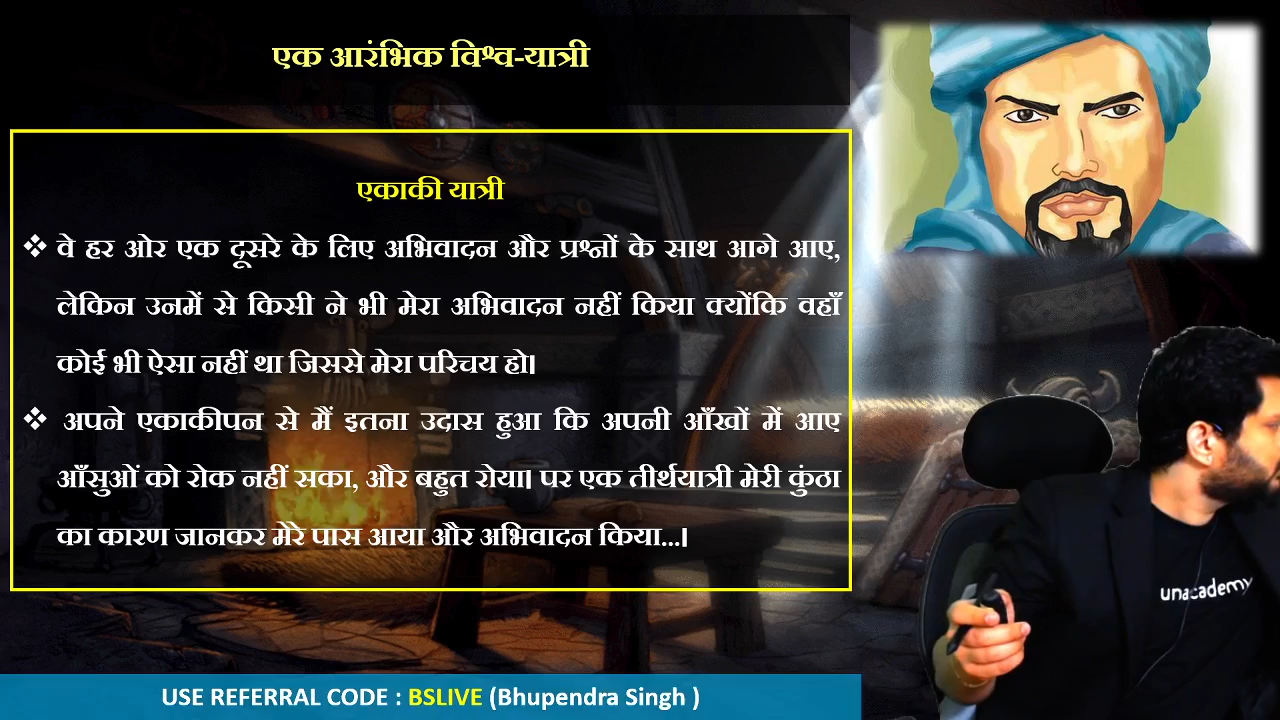 एक आरंभिक विश्व-यात्री
एकाकी यात्री
❖ वे हर ओर एक दूसरे के लिए अभिवादन और प्रश्नों के साथ आगे आए,
लेकिन उनमें से किसी ने भी मेरा अभिवादन नहीं किया क्योंकि वहाँ
कोई भी ऐसा नहीं था जिससे मेरा परिचय हो।
❖ अपने एकाकीपन से मैं इतना उदास हुआ कि अपनी आँखों में आए
आँसुओं को रोक नहीं सका, और बहुत रोया। पर एक तीर्थयात्री मेरी कुंठा
का कारण जानकर मेरे पास आया और अभिवादन किया...।
unacademy
USE REFERRAL CODE : BSLIVE (Bhupendra Singh )